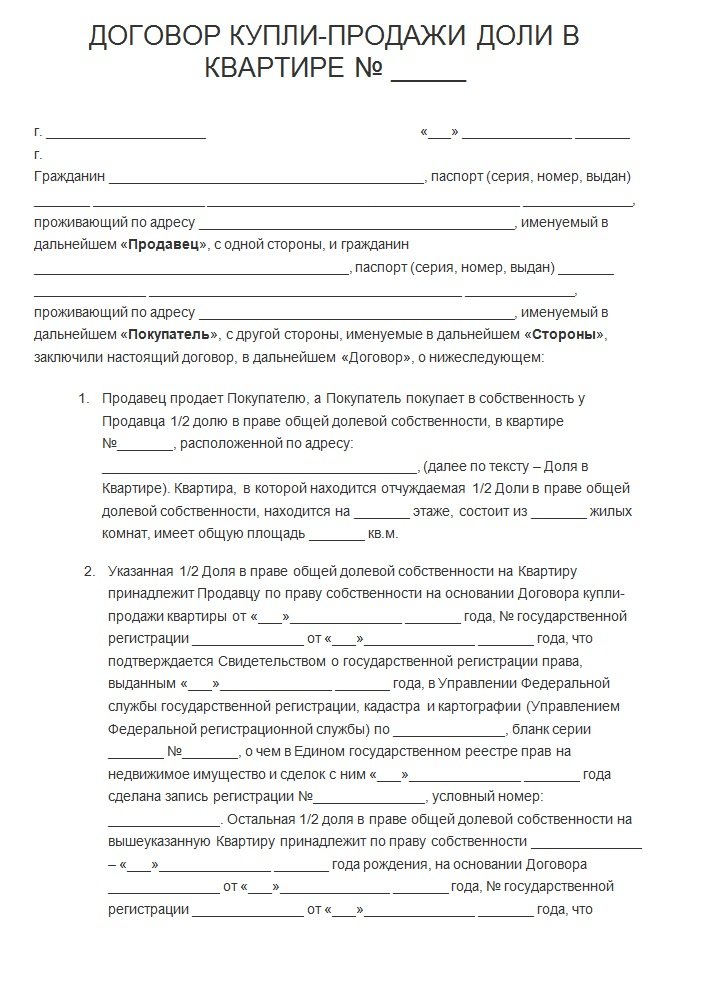 ДОГОВОР КУПЛИ-ПРОДАЖИ ДОЛИ В
КВАРТИРЕ № _____
г. ____________________ «___» ______________ _______
г.
Гражданин ________________________________________, паспорт (серия, номер, выдан)
_______ ______________ ________________________________________ ______________,
проживающий по адресу ________________________________________, именуемый в
дальнейшем «Продавец», с одной стороны, и гражданин
________________________________________, паспорт (серия, номер, выдан) _______
______________ ________________________________________ ______________,
проживающий по адресу ________________________________________, именуемый в
дальнейшем «Покупатель», с другой стороны, именуемые в дальнейшем «Стороны»,
заключили настоящий договор, в дальнейшем «Договор», о нижеследующем:
1. Продавец продает Покупателю, а Покупатель покупает в собственность у
Продавца 1/2 долю в праве общей долевой собственности, в квартире
№_______, расположенной по адресу:
________________________________________, (далее по тексту – Доля в
Квартире). Квартира, в которой находится отчуждаемая 1/2 Доли в праве общей
долевой собственности, находится на _______ этаже, состоит из _______ жилых
комнат, имеет общую площадь _______ кв.м.
2. Указанная 1/2 Доля в праве общей долевой собственности на Квартиру
принадлежит Продавцу по праву собственности на основании Договора купли-
продажи квартиры от «___»______________ _______ года, № государственной
регистрации ______________ от «___»______________ _______ года, что
подтверждается Свидетельством о государственной регистрации права,
выданным «___»______________ _______ года, в Управлении Федеральной
службы государственной регистрации, кадастра и картографии (Управлением
Федеральной регистрационной службы) по ______________, бланк серии
_______ №_______, о чем в Едином государственном реестре прав на
недвижимое имущество и сделок с ним «___»______________ _______ года
сделана запись регистрации №______________, условный номер:
______________. Остальная 1/2 доля в праве общей долевой собственности на
вышеуказанную Квартиру принадлежит по праву собственности ______________
– «___»______________ _______ года рождения, на основании Договора
______________ от «___»______________ _______ года, № государственной
регистрации ______________ от «___»______________ _______ года, что